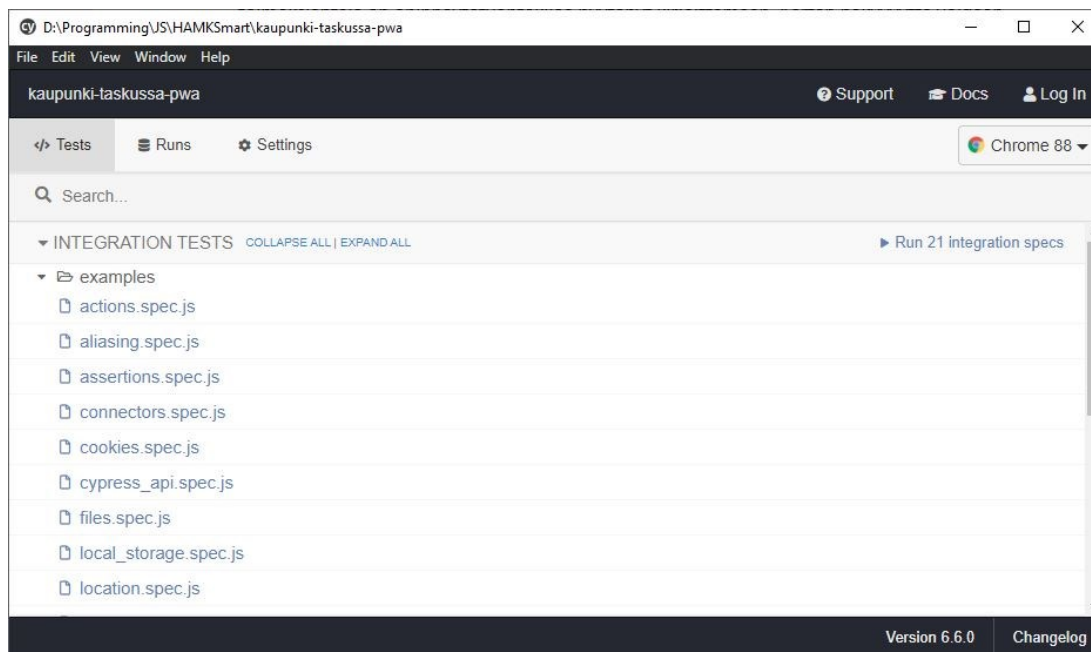 D:\Programming\JS\HAMKSmart\kaupunki-taskussa-pwa
File Edit View Window Help
kaupunki-taskussa-pwa Support Docs Log In
Tests Runs Settings Chrome 88
Search...
INTEGRATION TESTS COLLAPSE ALL | EXPAND ALL Run 21 integration specs
examples
actions.spec.js
aliasing.spec.js
assertions.spec.js
connectors.spec.js
cookies.spec.js
cypress_api.spec.js
files.spec.js
local_storage.spec.js
location.spec.js
Version 6.6.0 Changelog